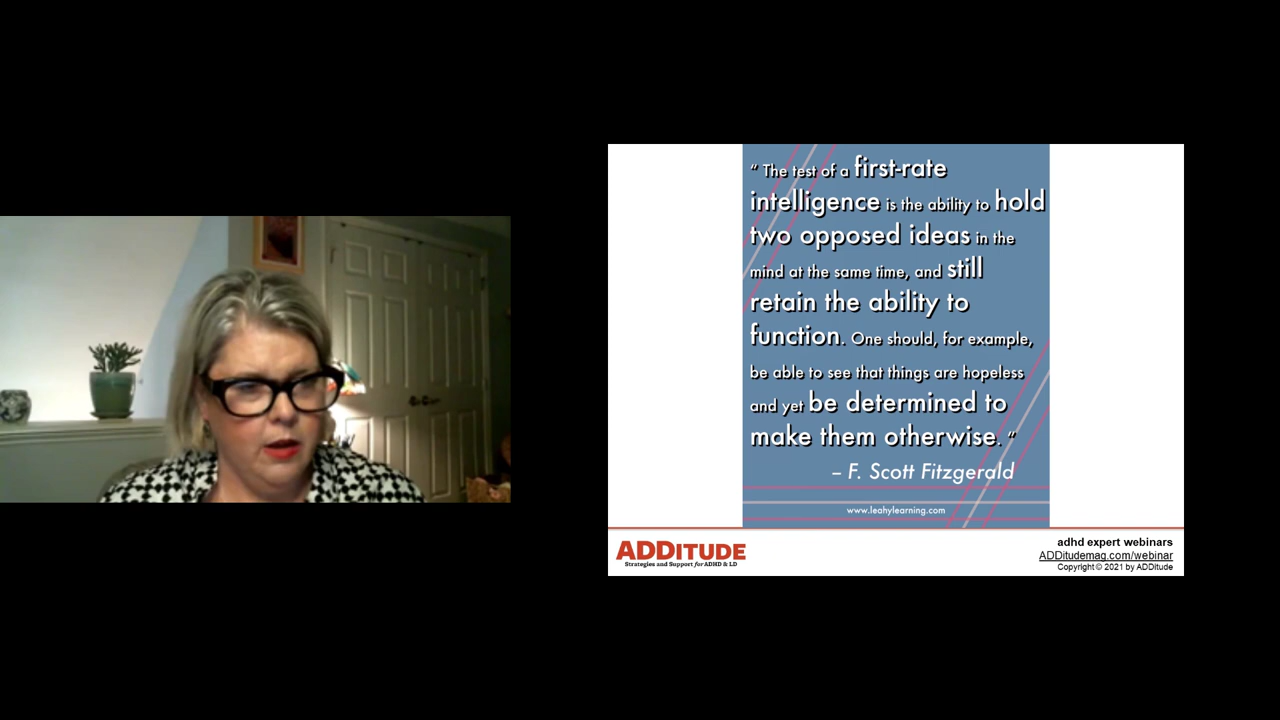 “ The test of a first-rate
intelligence is the ability to hold
two opposed ideas in the
mind at the same time, and still
retain the ability to
function. One should, for example,
be able to see that things are hopeless
and yet be determined to
make them otherwise. ”
– F. Scott Fitzgerald
www.leahylearning.com
ADDITUDE
Strategies and Support for ADHD & LD
adhd expert webinars
ADDitudemag.com/webinar
Copyright © 2021 by ADDitude